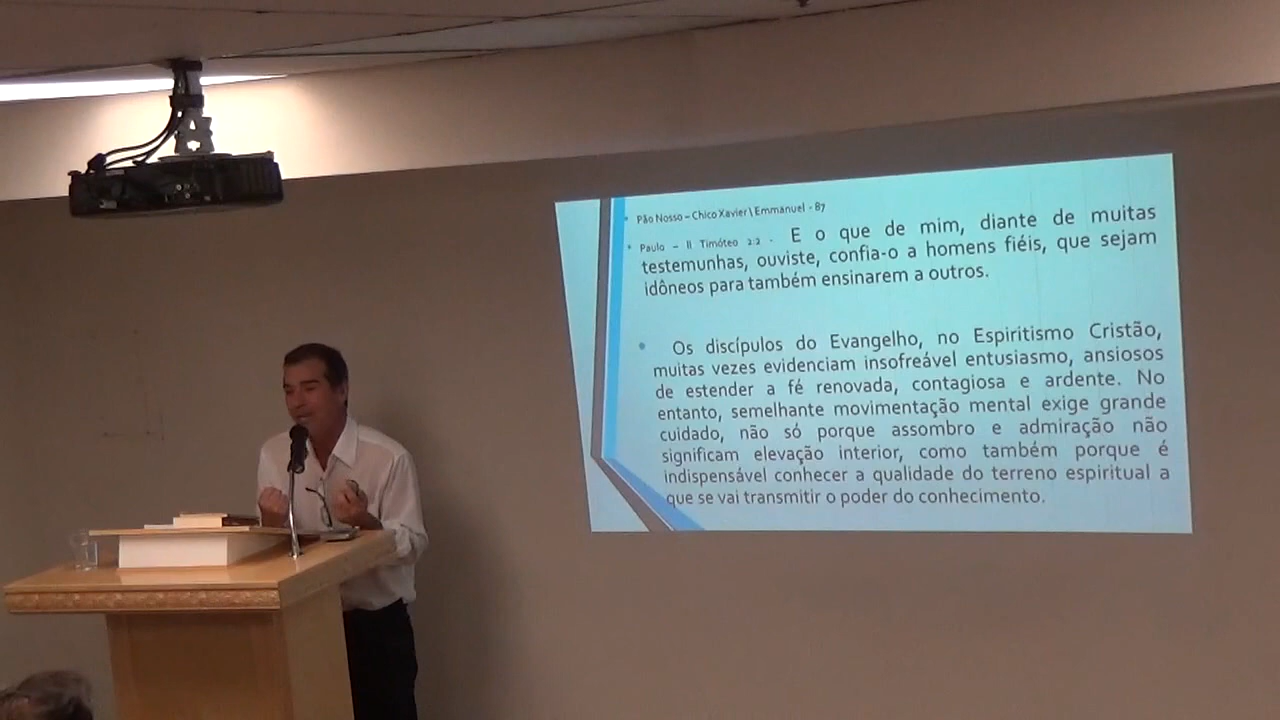 Pão Nosso – Chico Xavier \ Emmanuel - 87
Paulo – II Timóteo 2:2 . E o que de mim, diante de muitas
testemunhas, ouviste, confia-o a homens fiéis, que sejam
idôneos para também ensinarem a outros.
Os discípulos do Evangelho, no Espiritismo Cristão,
muitas vezes evidenciam insofreável entusiasmo, ansiosos
de estender a fé renovada, contagiosa e ardente. No
entanto, semelhante movimentação mental exige grande
cuidado, não só porque assombro e admiração não
significam elevação interior, como também porque é
indispensável conhecer a qualidade do terreno espiritual a
que se vai transmitir o poder do conhecimento.